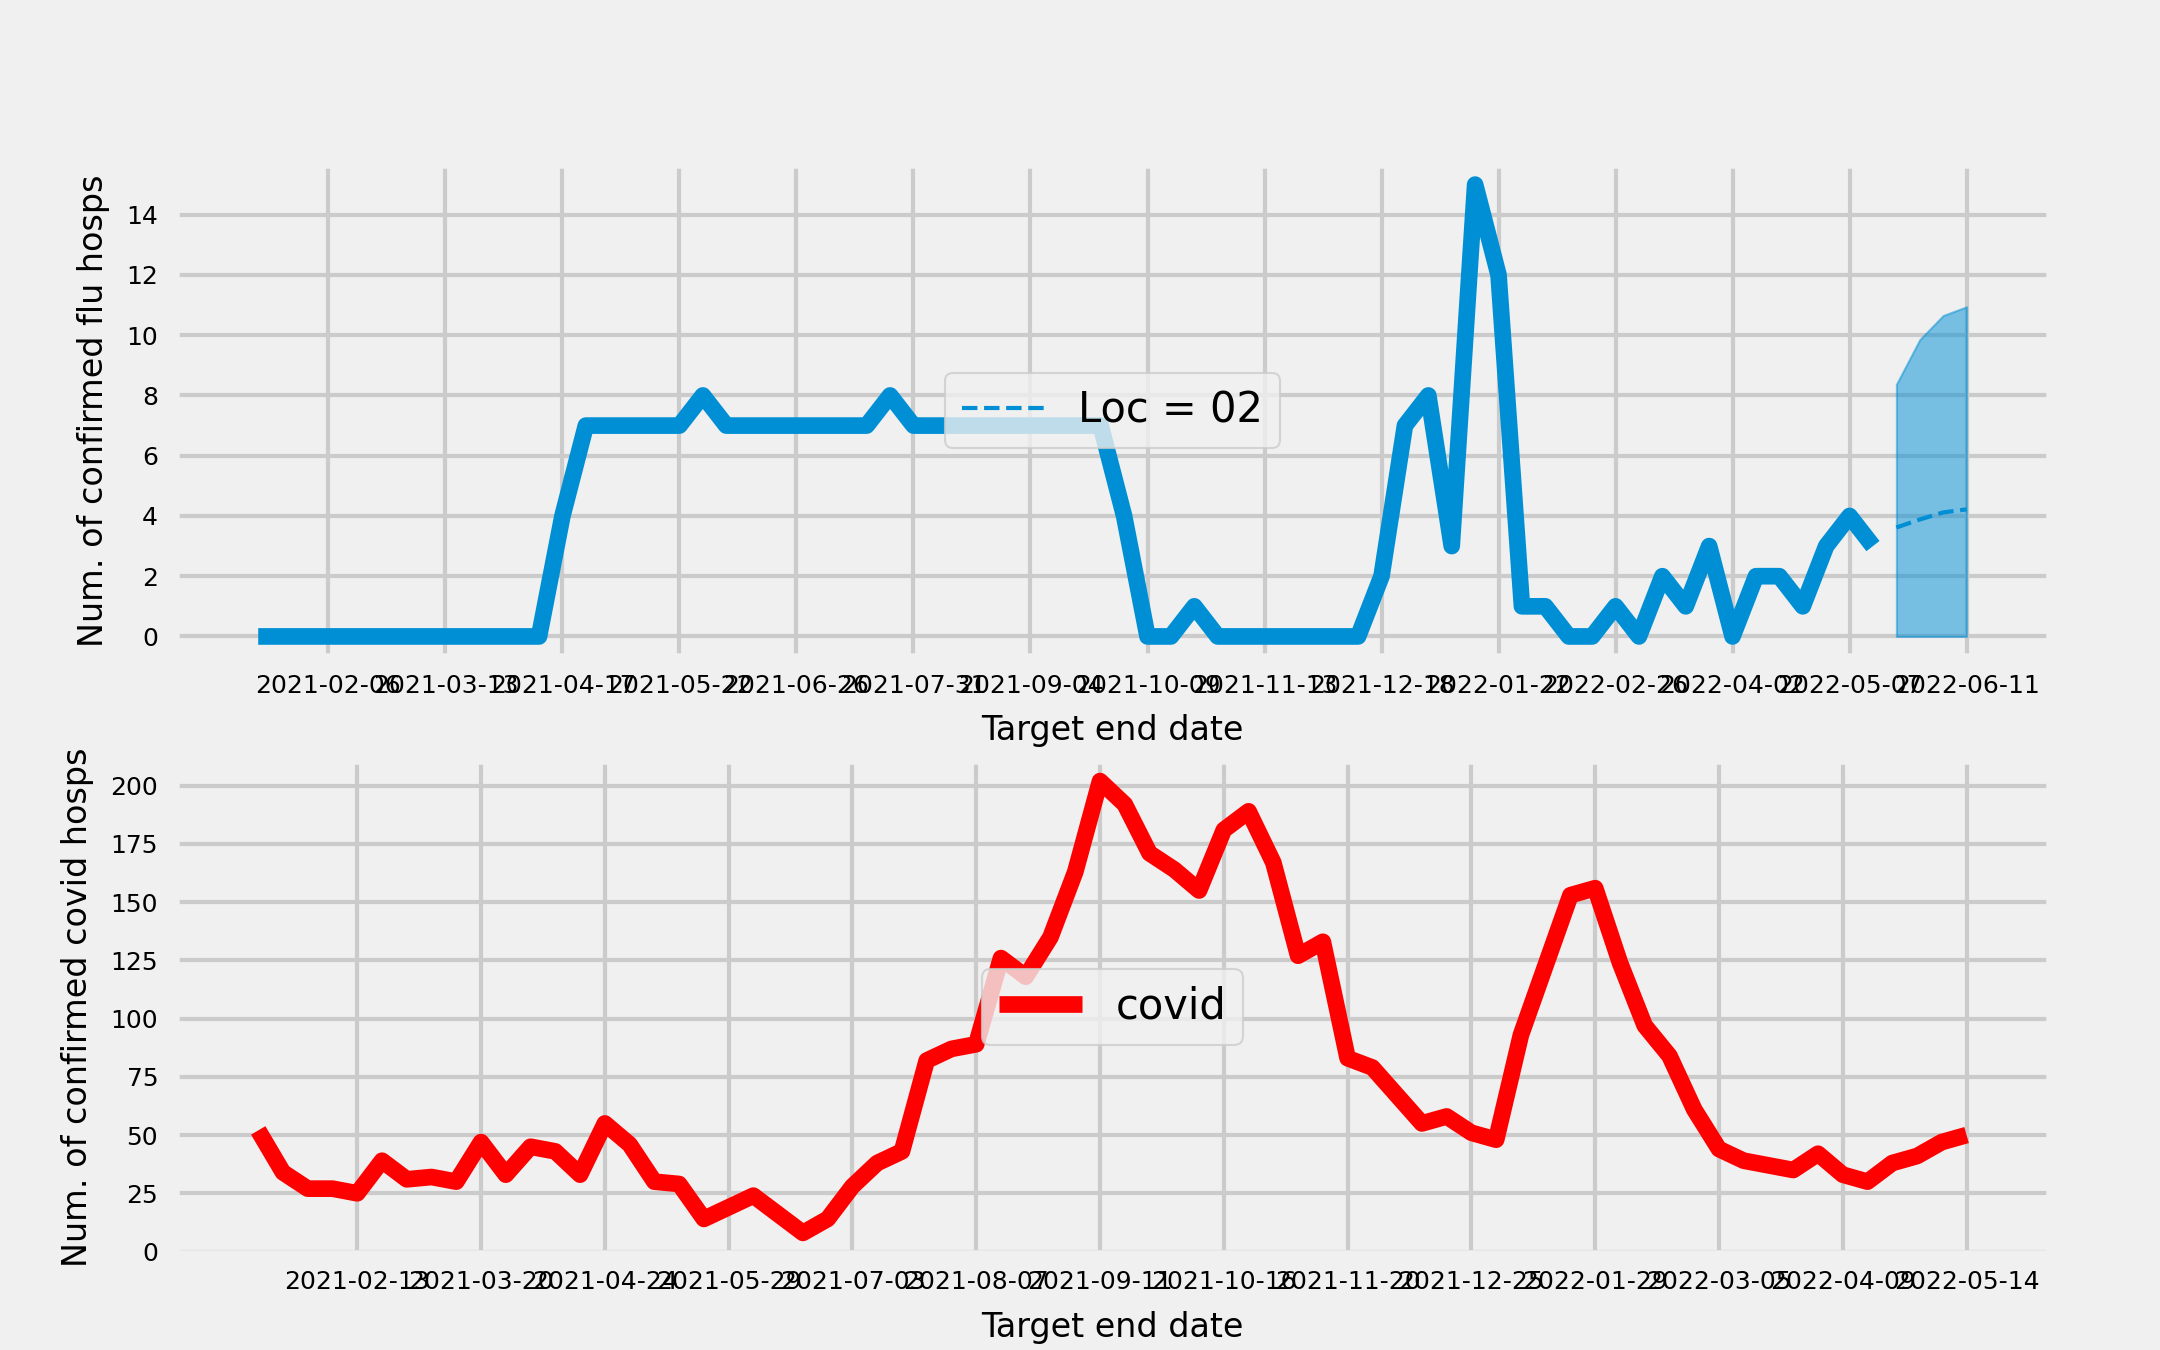 Num. of confirmed flu hosps
14
12
10
8
6
4
2
0
Loc = 02
2021-02-06 2021-03-13 2021-04-17 2021-05-22 2021-06-26 2021-07-31 2021-09-04 2021-10-09 2021-11-13 2021-12-18 2022-01-22 2022-02-26 2022-04-02 2022-05-07 2022-06-11
Target end date
Num. of confirmed covid hosps
200
175
150
125
100
75
50
25
0
covid
2021-02-13 2021-03-20 2021-04-24 2021-05-29 2021-07-03 2021-08-07 2021-09-11 2021-10-16 2021-11-20 2021-12-25 2022-01-29 2022-03-05 2022-04-09 2022-05-14
Target end date